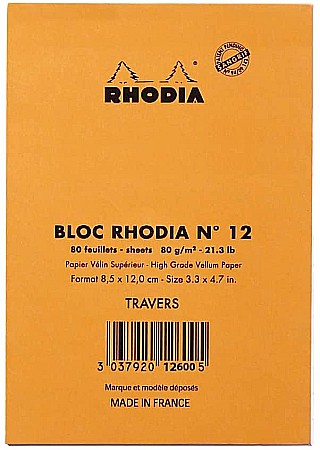 RHODIA
BLOC RHODIA N° 12
80 feuillets - sheets 80 g/m² - 21.3 lb
Papier Vélin Supérieur - High Grade Vellum Paper
Format 8,5 x 12,0 cm - Size 3.3 x 4.7 in.
TRAVERS
3 037920 126005
Marque et modèle déposés
MADE IN FRANCE